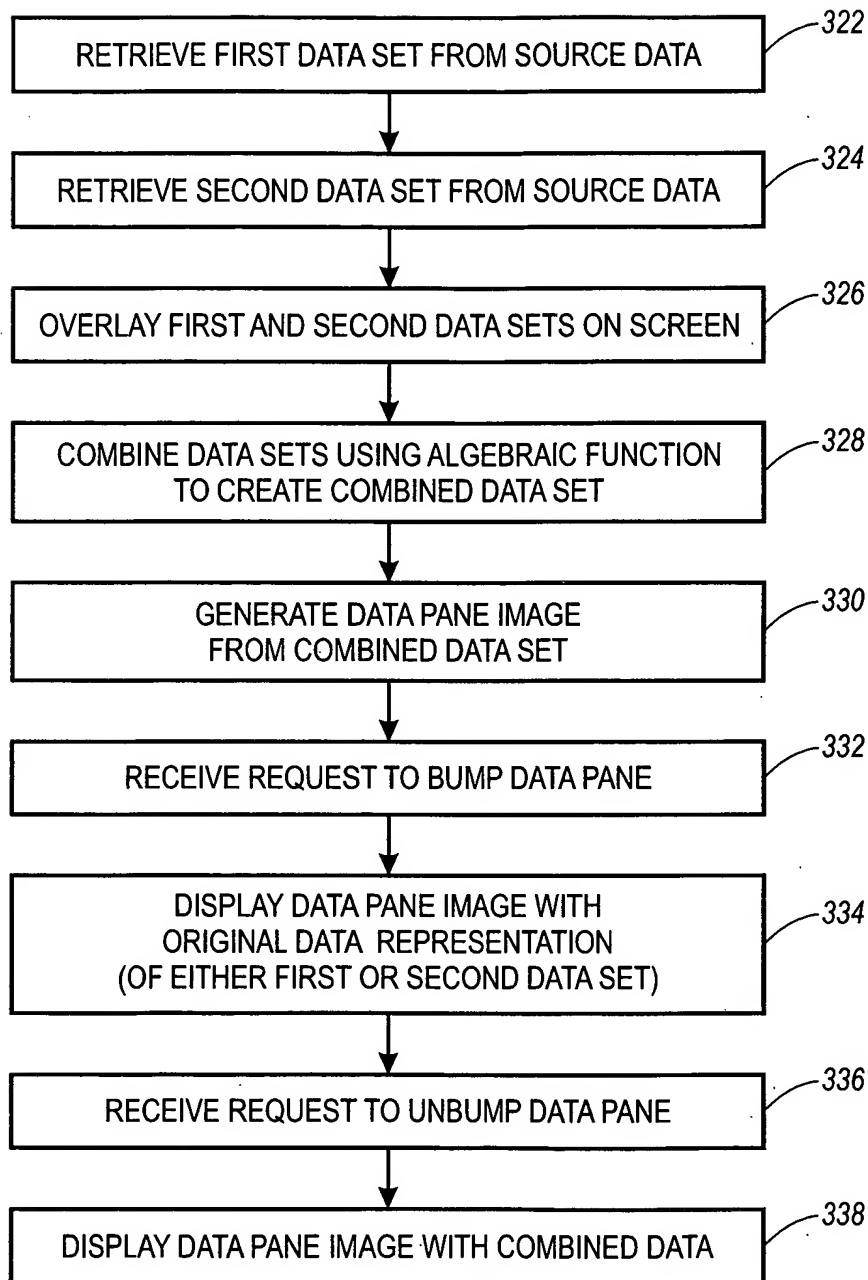 322
RETRIEVE FIRST DATA SET FROM SOURCE DATA
324
RETRIEVE SECOND DATA SET FROM SOURCE DATA
326
OVERLAY FIRST AND SECOND DATA SETS ON SCREEN
328
COMBINE DATA SETS USING ALGEBRAIC FUNCTION
TO CREATE COMBINED DATA SET
330
GENERATE DATA PANE IMAGE
FROM COMBINED DATA SET
332
RECEIVE REQUEST TO BUMP DATA PANE
334
DISPLAY DATA PANE IMAGE WITH
ORIGINAL DATA REPRESENTATION
(OF EITHER FIRST OR SECOND DATA SET)
336
RECEIVE REQUEST TO UNBUMP DATA PANE
338
DISPLAY DATA PANE IMAGE WITH COMBINED DATA